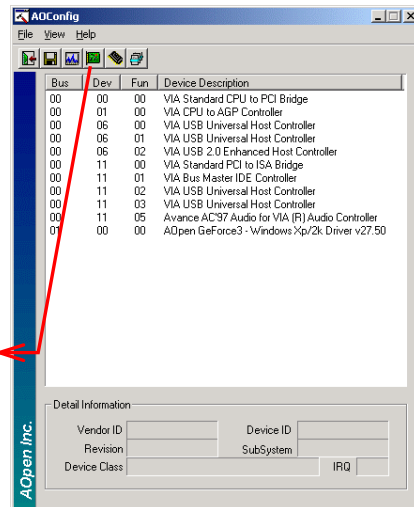 AOConfig
File View Help
Bus Dev Fun Device Description
00 00 00 VIA Standard CPU to PCI Bridge
00 01 00 VIA CPU to AGP Controller
00 06 00 VIA USB Universal Host Controller
00 06 01 VIA USB Universal Host Controller
00 06 02 VIA USB 2.0 Enhanced Host Controller
00 11 00 VIA Standard PCI to ISA Bridge
00 11 01 VIA Bus Master IDE Controller
00 11 02 VIA USB Universal Host Controller
00 11 03 VIA USB Universal Host Controller
00 11 05 Avance AC'97 Audio for VIA (R) Audio Controller
01 00 00 AOpen GeForce3 - Windows Xp/2k Driver v27.50
Detail Information
Vendor ID Device ID
Revision SubSystem
Device Class IRQ
AOpen Inc.